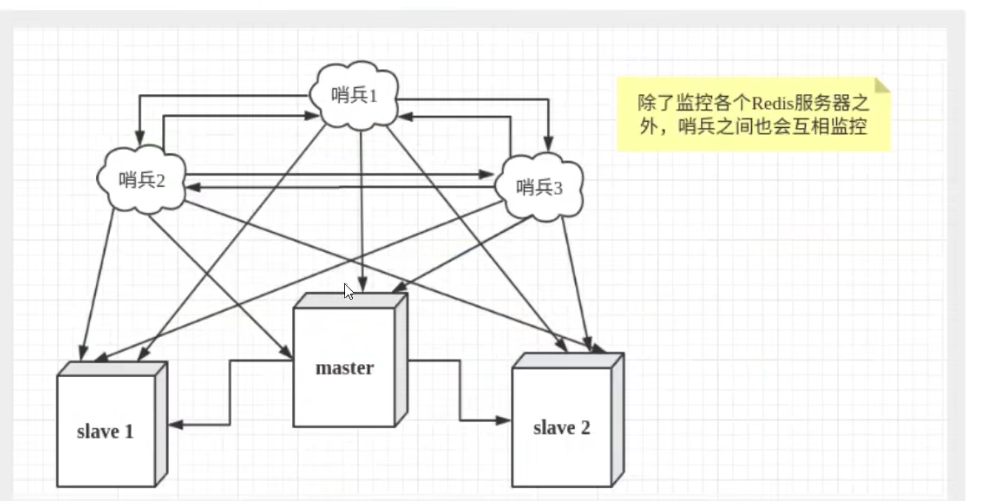 哨兵1
除了监控各个Redis服务器之
外，哨兵之间也会互相监控
哨兵2
哨兵3
master
slave 1
slave 2